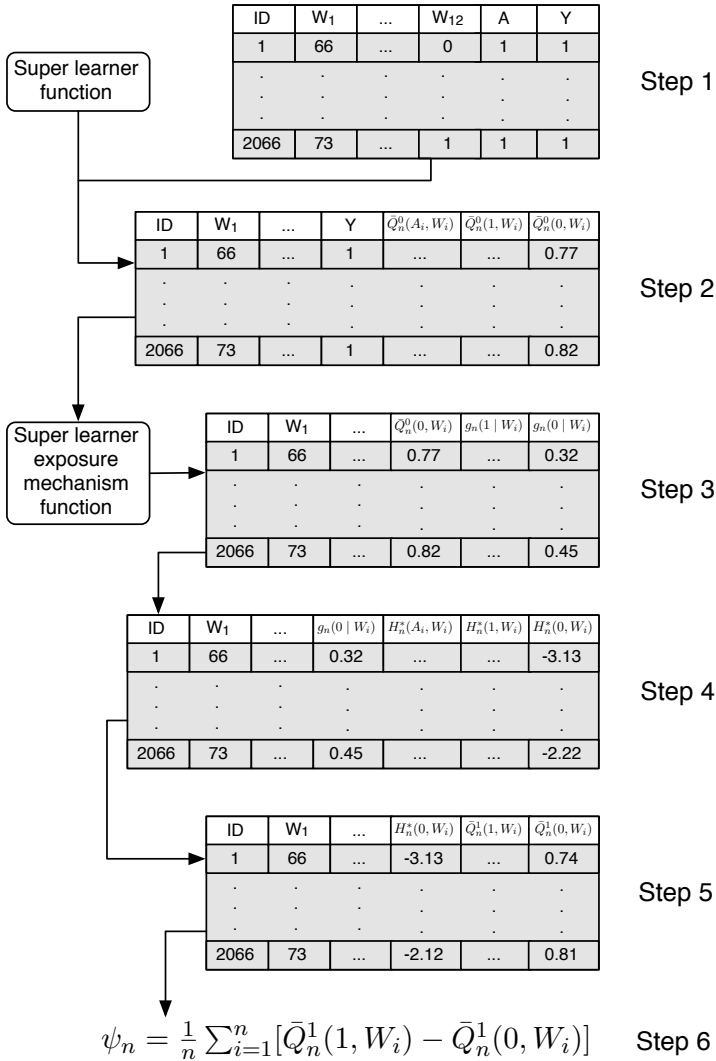 ID W₁ ... W₁₂ A Y
1 66 ... 0 1 1
. . . . . .
. . . . . .
. . . . . .
2066 73 ... 1 1 1
Step 1
Super learner
function
ID W₁ ... Y Q̄⁰ₙ(Aᵢ, Wᵢ) Q̄⁰ₙ(1, Wᵢ) Q̄⁰ₙ(0, Wᵢ)
1 66 ... 1 ... ... 0.77
. . . . . . .
. . . . . . .
. . . . . . .
2066 73 ... 1 ... ... 0.82
Step 2
Super learner
exposure
mechanism
function
ID W₁ ... Q̄⁰ₙ(0, Wᵢ) gₙ(1 | Wᵢ) gₙ(0 | Wᵢ)
1 66 ... 0.77 ... 0.32
. . . . . .
. . . . . .
. . . . . .
2066 73 ... 0.82 ... 0.45
Step 3
ID W₁ ... gₙ(0 | Wᵢ) H*ₙ(Aᵢ, Wᵢ) H*ₙ(1, Wᵢ) H*ₙ(0, Wᵢ)
1 66 ... 0.32 ... ... -3.13
. . . . . . .
. . . . . . .
. . . . . . .
2066 73 ... 0.45 ... ... -2.22
Step 4
ID W₁ ... H*ₙ(0, Wᵢ) Q̄¹ₙ(1, Wᵢ) Q̄¹ₙ(0, Wᵢ)
1 66 ... -3.13 ... 0.74
. . . . . .
. . . . . .
. . . . . .
2066 73 ... -2.12 ... 0.81
Step 5
ψₙ = 1/n ∑ⁿᵢ₌₁[Q̄¹ₙ(1, Wᵢ) − Q̄¹ₙ(0, Wᵢ)]
Step 6